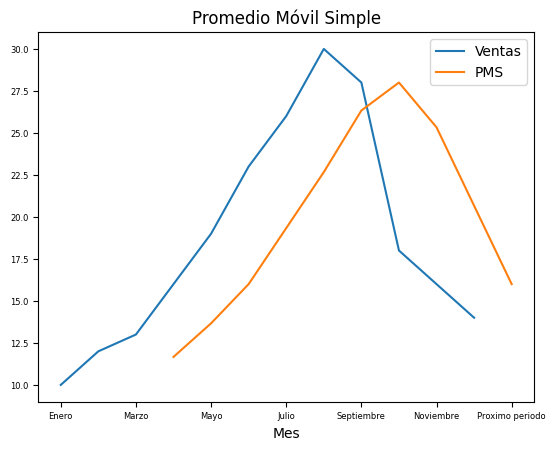 Promedio Móvil Simple
Ventas
PMS
30.0
27.5
25.0
22.5
20.0
17.5
15.0
12.5
10.0
Enero Marzo Mayo Julio Septiembre Noviembre Proximo periodo
Mes